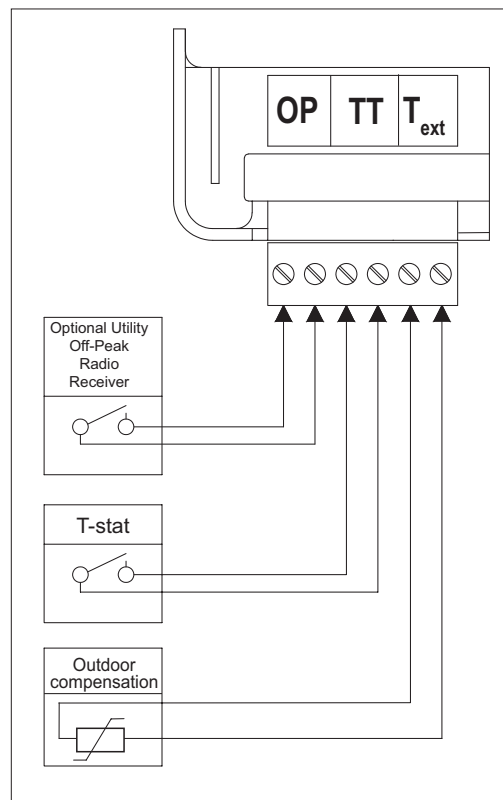 OP TT Text
Optional Utility
Off-Peak
Radio
Receiver
T-stat
Outdoor
compensation